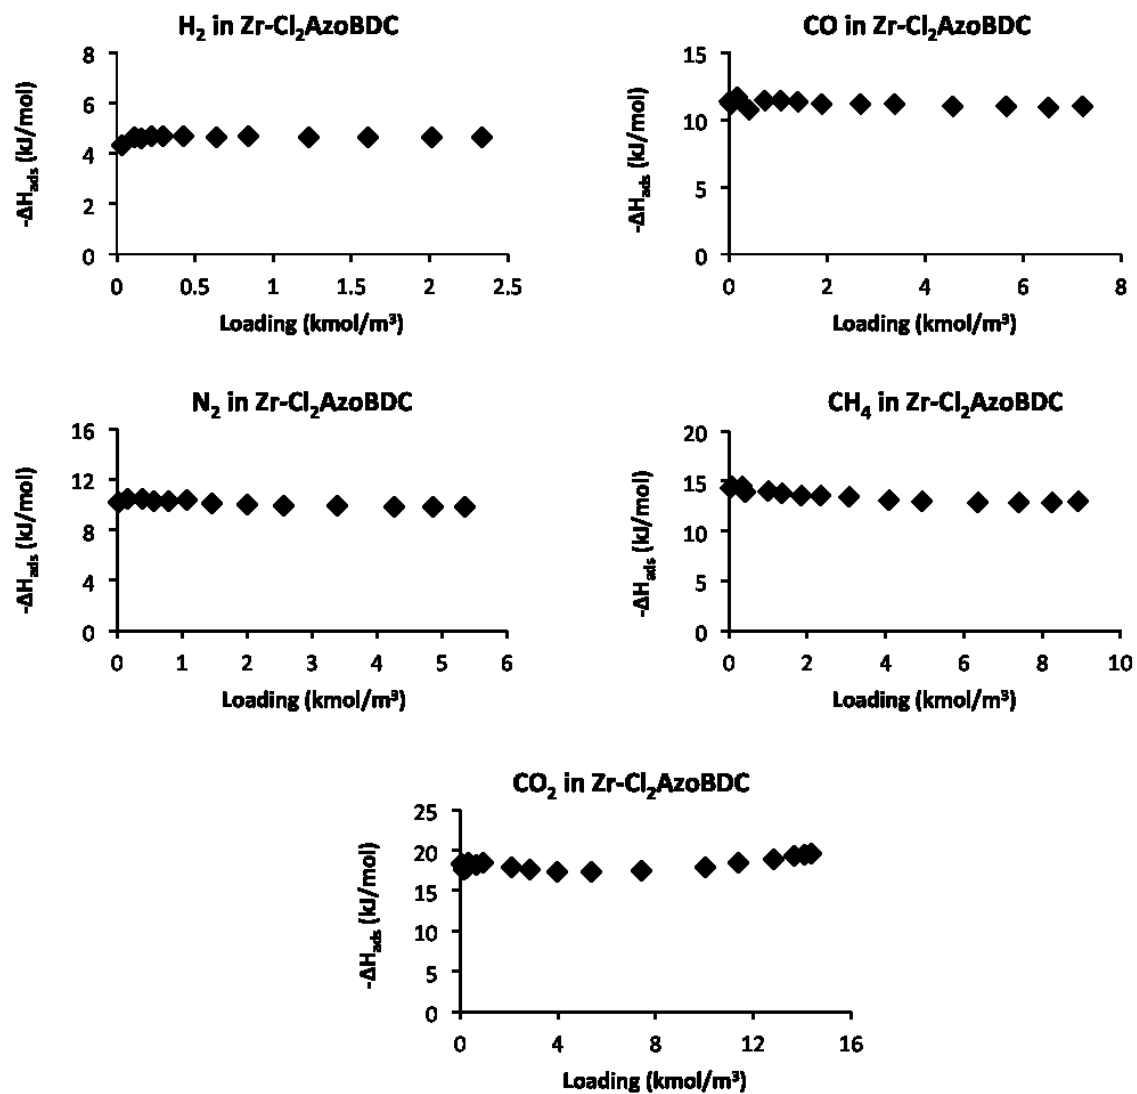 H₂ in Zr-Cl₂AzoBDC
8
6
4
2
0
-ΔHₐds (kJ/mol)
0 0.5 1 1.5 2 2.5
Loading (kmol/m³)
CO in Zr-Cl₂AzoBDC
15
10
5
0
-ΔHₐds (kJ/mol)
0 2 4 6 8
Loading (kmol/m³)
N₂ in Zr-Cl₂AzoBDC
16
12
8
4
0
-ΔHₐds (kJ/mol)
0 1 2 3 4 5 6
Loading (kmol/m³)
CH₄ in Zr-Cl₂AzoBDC
20
15
10
5
0
-ΔHₐds (kJ/mol)
0 2 4 6 8 10
Loading (kmol/m³)
CO₂ in Zr-Cl₂AzoBDC
25
20
15
10
5
0
-ΔHₐds (kJ/mol)
0 4 8 12 16
Loading (kmol/m³)